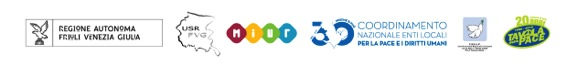 REGIONE AUTONOMA
FRIULI VENEZIA GIULIA
USR
FVG
MIUR
30
COORDINAMENTO
NAZIONALE ENTI LOCALI
PER LA PACE E I DIRITTI UMANI
20 anni
TAVOLA
PACE